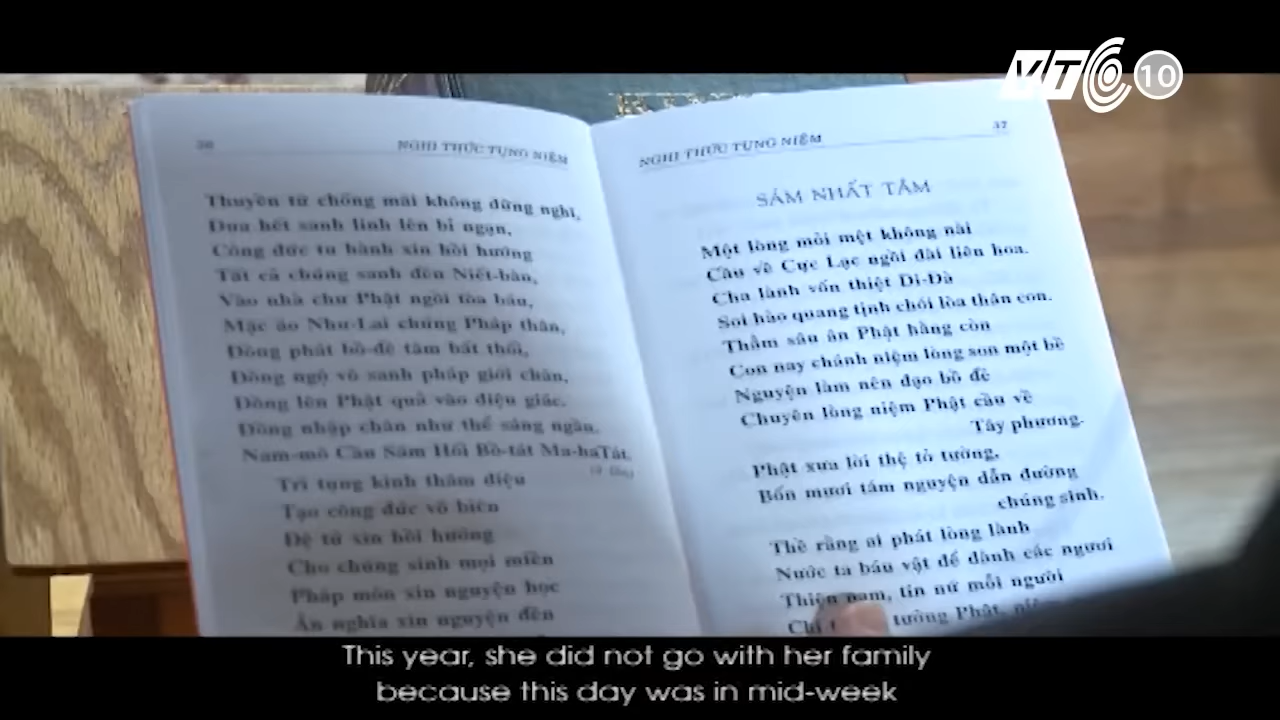 VTC 10
36
NGHI THỨC TỤNG NIỆM
Thuyền từ chống mãi không đừng nghỉ,
Đưa hết sanh linh lên bỉ ngạn,
Công đức tu hành xin hồi hướng
Tất cả chúng sanh đến Niết-bàn,
Vào nhà chư Phật ngồi tòa báu,
Mặc áo Như-Lai chứng Pháp thân,
Đồng phát bồ-đề tâm bất thối,
Đồng ngộ vô sanh pháp giới chân,
Đồng lên Phật quả vào diệu giác,
Đồng nhập chân như thể sáng ngần.
Nam-mô Cầu Sám Hối Bồ-tát Ma-haTát.
(3 lần)
Trì tụng kinh thâm diệu
Tạo công đức vô biên
Đệ tử xin hồi hướng
Cho chúng sinh mọi miền
Pháp môn xin nguyện học
Ân nghĩa xin nguyện đền
NGHI THỨC TỤNG NIỆM
37
SÁM NHẤT TÂM
Một lòng mỏi mệt không nài
Cầu về Cực Lạc ngồi đài liên hoa.
Cha lành vốn thiệt Di-Đà
Soi hào quang tịnh chói lòa thân con.
Thẳm sâu ân Phật hằng còn
Con nay chánh niệm lòng son một bề
Nguyện làm nên đạo bồ đề
Chuyên lòng niệm Phật cầu về
Tây phương.
Phật xưa lời thệ tỏ tường,
Bốn mươi tám nguyện dẫn đường
chúng sinh.
Thề rằng ai phát lòng lành
Nước ta báu vật để dành các ngươi
Thiện nam, tín nữ mỗi người
Chí tưởng Phật,
This year, she did not go with her family
because this day was in mid-week